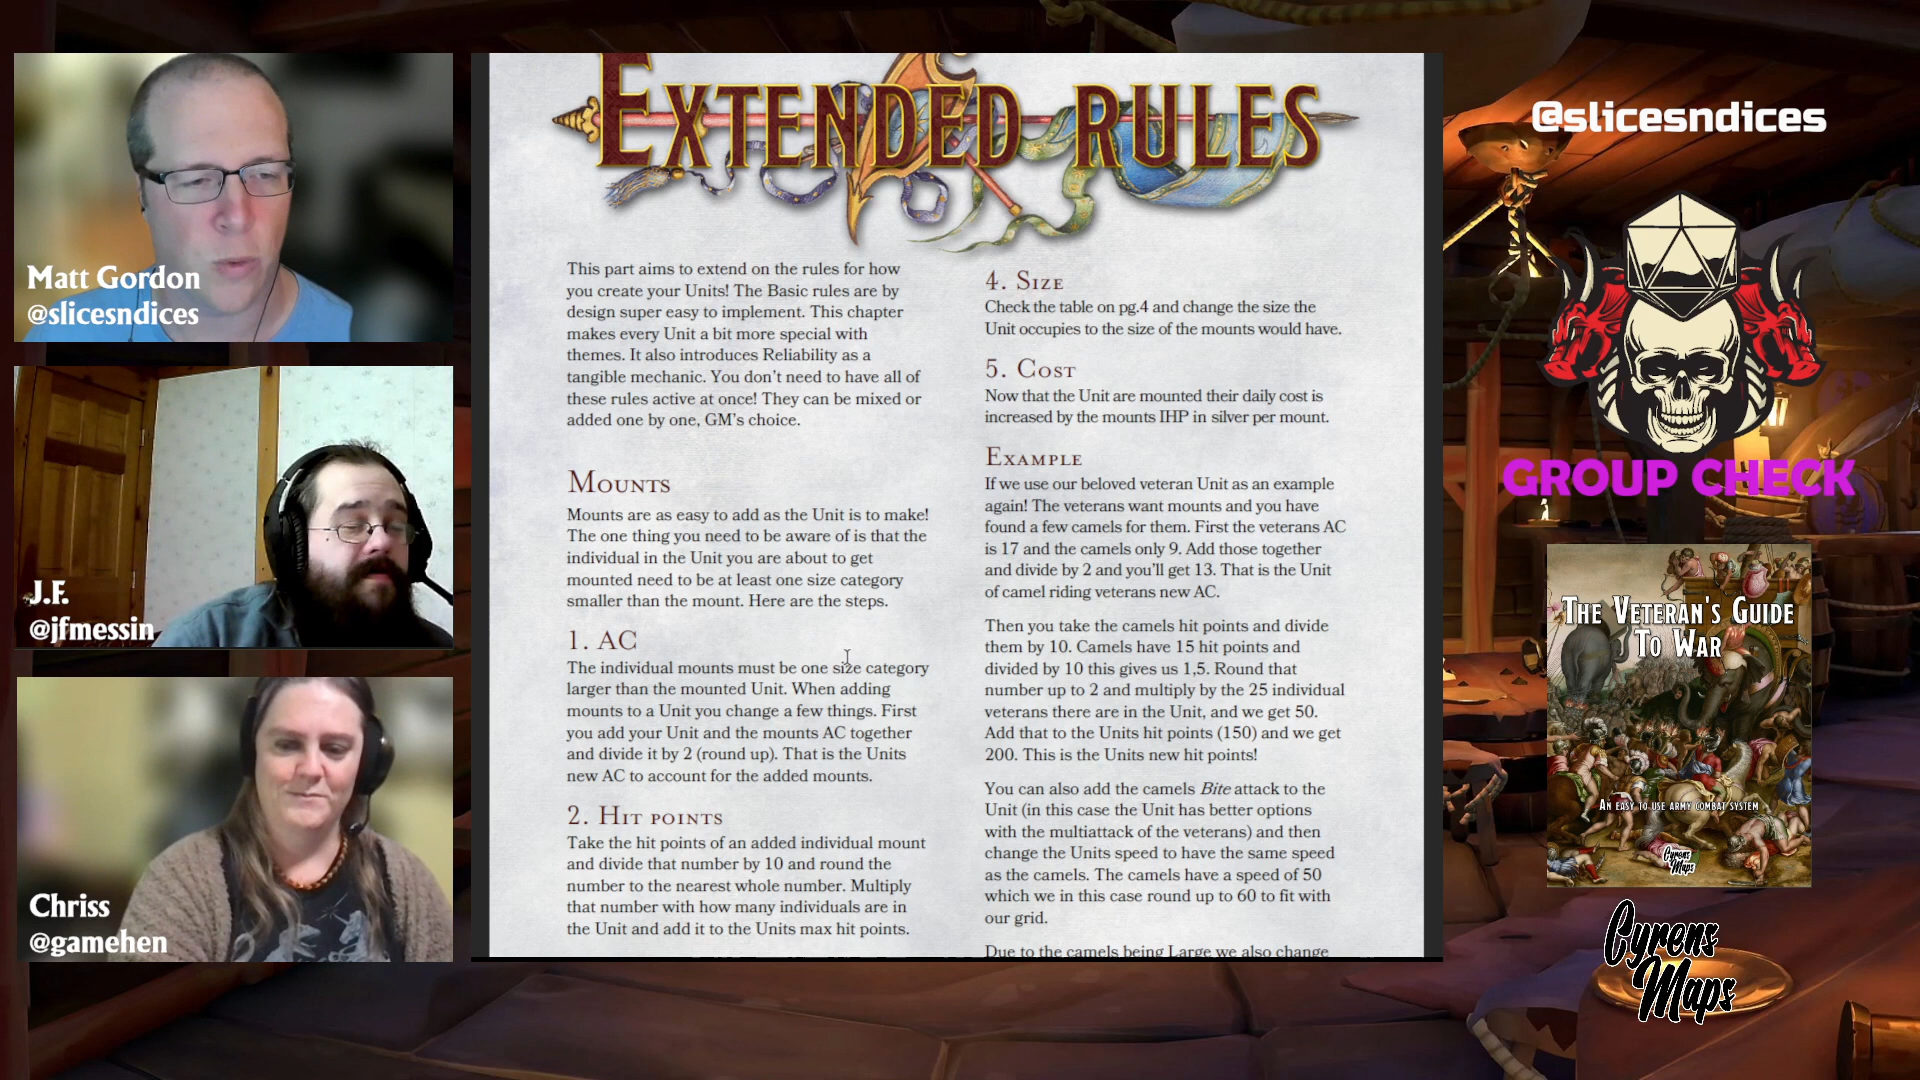 Matt Gordon
@slicesndices
J.F.
@jfmessin
Chriss
@gamehen
EXTENDED RULES
This part aims to extend on the rules for how
you create your Units! The Basic rules are by
design super easy to implement. This chapter
makes every Unit a bit more special with
themes. It also introduces Reliability as a
tangible mechanic. You don't need to have all of
these rules active at once! They can be mixed or
added one by one, GM's choice.
MOUNTS
Mounts are as easy to add as the Unit is to make!
The one thing you need to be aware of is that the
individual in the Unit you are about to get
mounted need to be at least one size category
smaller than the mount. Here are the steps.
1. AC
The individual mounts must be one size category
larger than the mounted Unit. When adding
mounts to a Unit you change a few things. First
you add your Unit and the mounts AC together
and divide it by 2 (round up). That is the Units
new AC to account for the added mounts.
2. HIT POINTS
Take the hit points of an added individual mount
and divide that number by 10 and round the
number to the nearest whole number. Multiply
that number with how many individuals are in
the Unit and add it to the Units max hit points.
4. SIZE
Check the table on pg.4 and change the size the
Unit occupies to the size of the mounts would have.
5. COST
Now that the Unit are mounted their daily cost is
increased by the mounts IHP in silver per mount.
EXAMPLE
If we use our beloved veteran Unit as an example
again! The veterans want mounts and you have
found a few camels for them. First the veterans AC
is 17 and the camels only 9. Add those together
and divide by 2 and you'll get 13. That is the Unit
of camel riding veterans new AC.
Then you take the camels hit points and divide
them by 10. Camels have 15 hit points and
divided by 10 this gives us 1,5. Round that
number up to 2 and multiply by the 25 individual
veterans there are in the Unit, and we get 50.
Add that to the Units hit points (150) and we get
200. This is the Units new hit points!
You can also add the camels Bite attack to the
Unit (in this case the Unit has better options
with the multiattack of the veterans) and then
change the Units speed to have the same speed
as the camels. The camels have a speed of 50
which we in this case round up to 60 to fit with
our grid.
Due to the camels being Large we also change
@slicesndices
GROUP CHECK
THE VETERAN'S GUIDE
TO WAR
AN EASY TO USE ARMY COMBAT SYSTEM
Cyrens
Maps
Cyrens
Maps